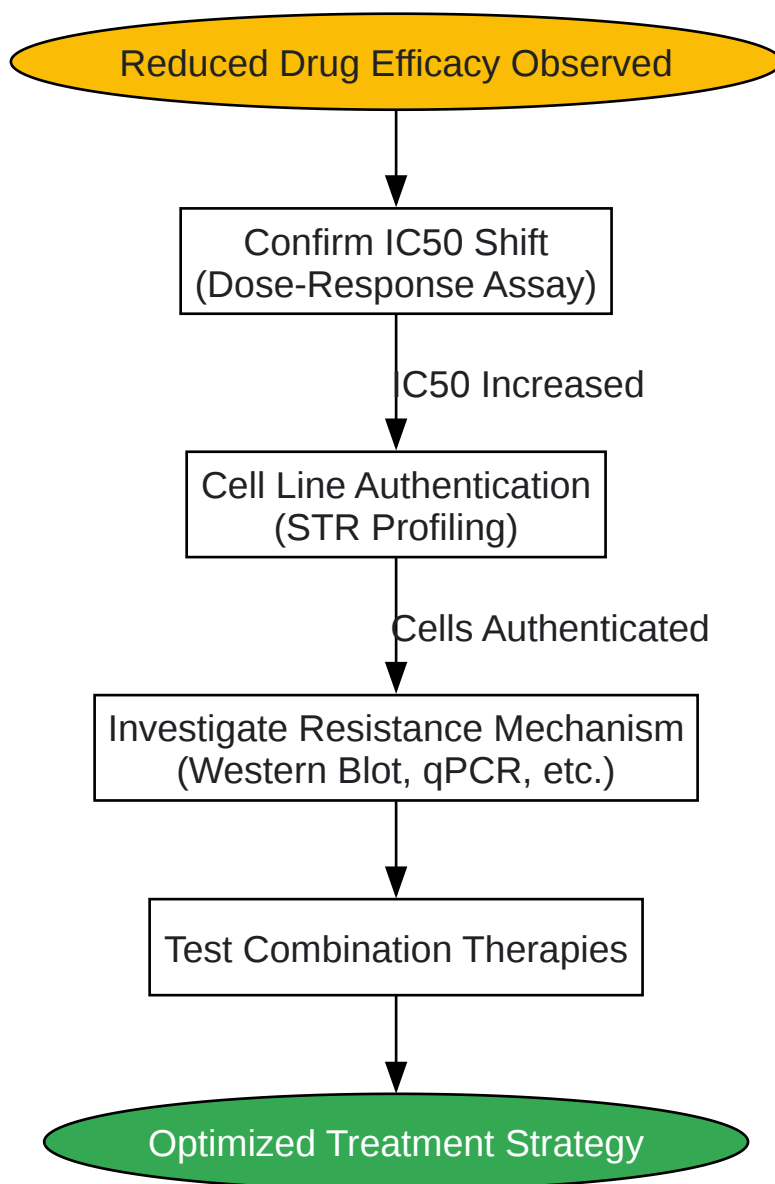 Reduced Drug Efficacy Observed
Confirm IC50 Shift
(Dose-Response Assay)
IC50 Increased
Cell Line Authentication
(STR Profiling)
Cells Authenticated
Investigate Resistance Mechanism
(Western Blot, qPCR, etc.)
Test Combination Therapies
Optimized Treatment Strategy